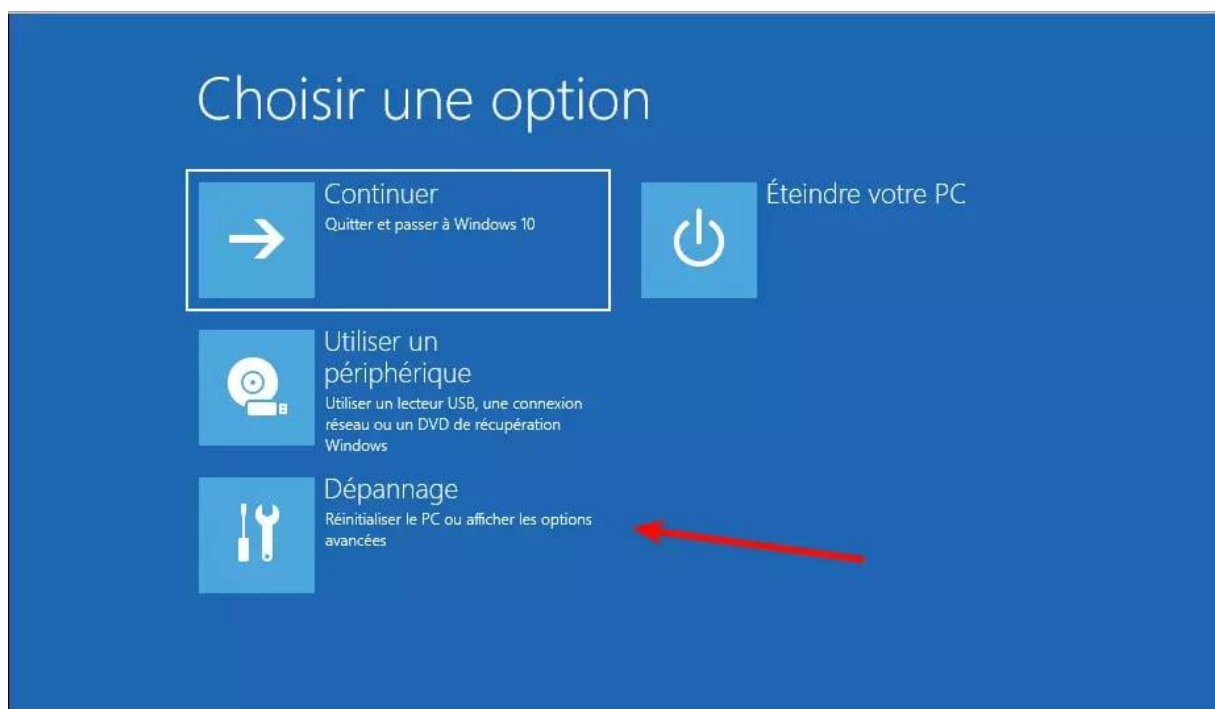 Choisir une option
Continuer
Quitter et passer à Windows 10
Éteindre votre PC
Utiliser un
périphérique
Utiliser un lecteur USB, une connexion
réseau ou un DVD de récupération
Windows
Dépannage
Réinitialiser le PC ou afficher les options
avancées